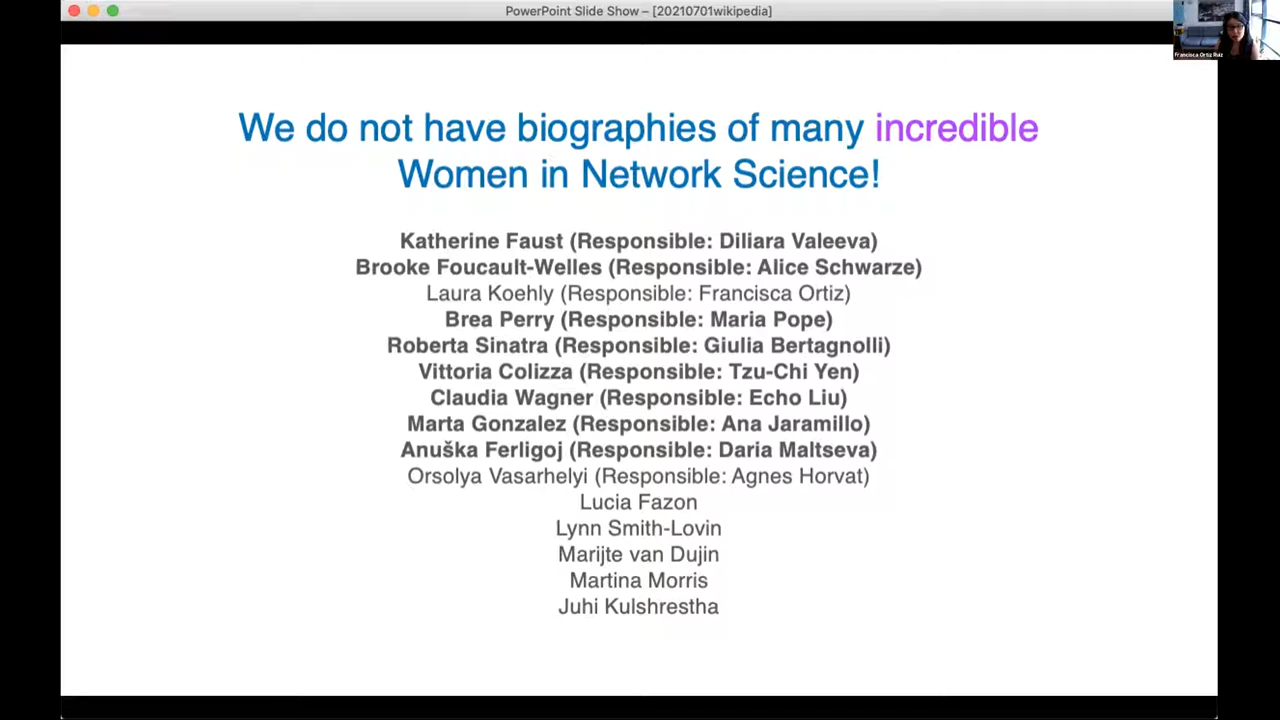 PowerPoint Slide Show – [20210701wikipedia]
Francisca Ortiz Ruiz
We do not have biographies of many incredible
Women in Network Science!
Katherine Faust (Responsible: Diliara Valeeva)
Brooke Foucault-Welles (Responsible: Alice Schwarze)
Laura Koehly (Responsible: Francisca Ortiz)
Brea Perry (Responsible: Maria Pope)
Roberta Sinatra (Responsible: Giulia Bertagnolli)
Vittoria Colizza (Responsible: Tzu-Chi Yen)
Claudia Wagner (Responsible: Echo Liu)
Marta Gonzalez (Responsible: Ana Jaramillo)
Anuška Ferligoj (Responsible: Daria Maltseva)
Orsolya Vasarhelyi (Responsible: Agnes Horvat)
Lucia Fazon
Lynn Smith-Lovin
Marijte van Dujin
Martina Morris
Juhi Kulshrestha